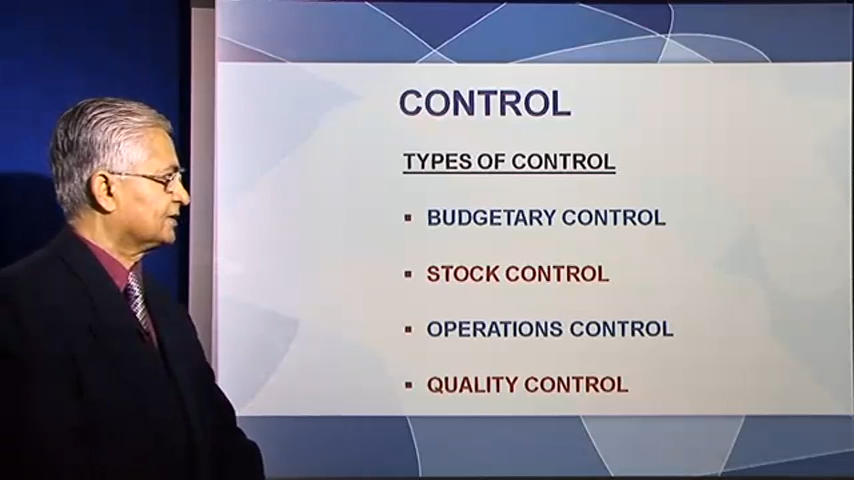 CONTROL
TYPES OF CONTROL
▪ BUDGETARY CONTROL
▪ STOCK CONTROL
▪ OPERATIONS CONTROL
▪ QUALITY CONTROL